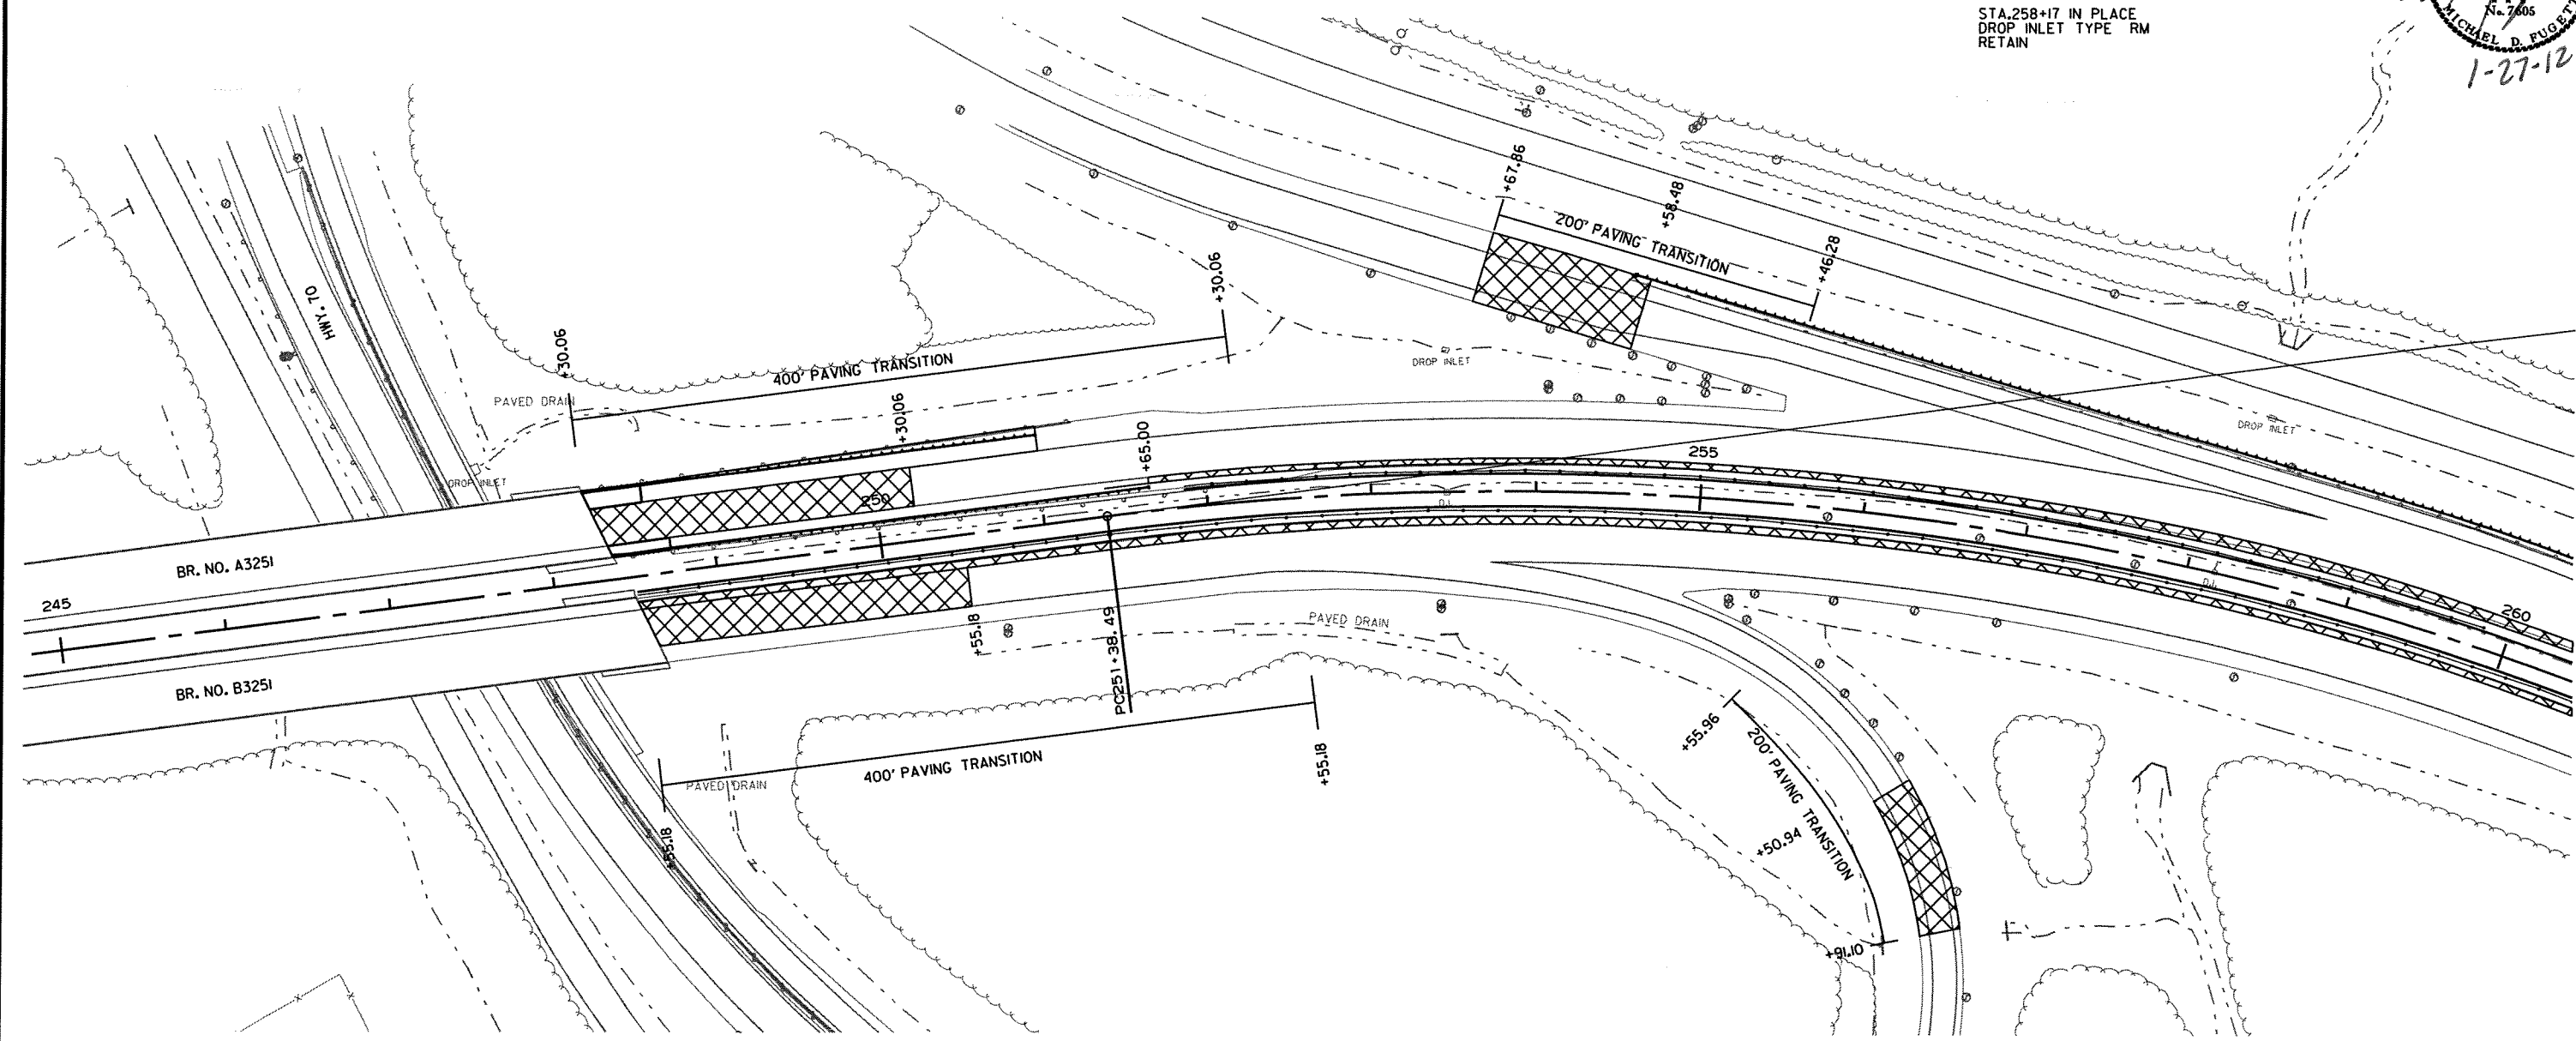 STA.258+17 IN PLACE
DROP INLET TYPE RM
RETAIN
No. 7605
MICHAEL D. FUGET
1-27-12
+67.86
+58.48
200' PAVING TRANSITION
+46.28
HWY. 70
+30.06
+30.06
400' PAVING TRANSITION
PAVED DRAIN
+30.06
DROP INLET
DROP INLET
+65.00
255
DROP INLET
250
D.I.
BR. NO. A3251
245
D.I.
260
+55.18
PC251+38.49
PAVED DRAIN
BR. NO. B3251
+55.96
200' PAVING TRANSITION
400' PAVING TRANSITION
+55.18
PAVED DRAIN
+55.18
+50.94
+91.10